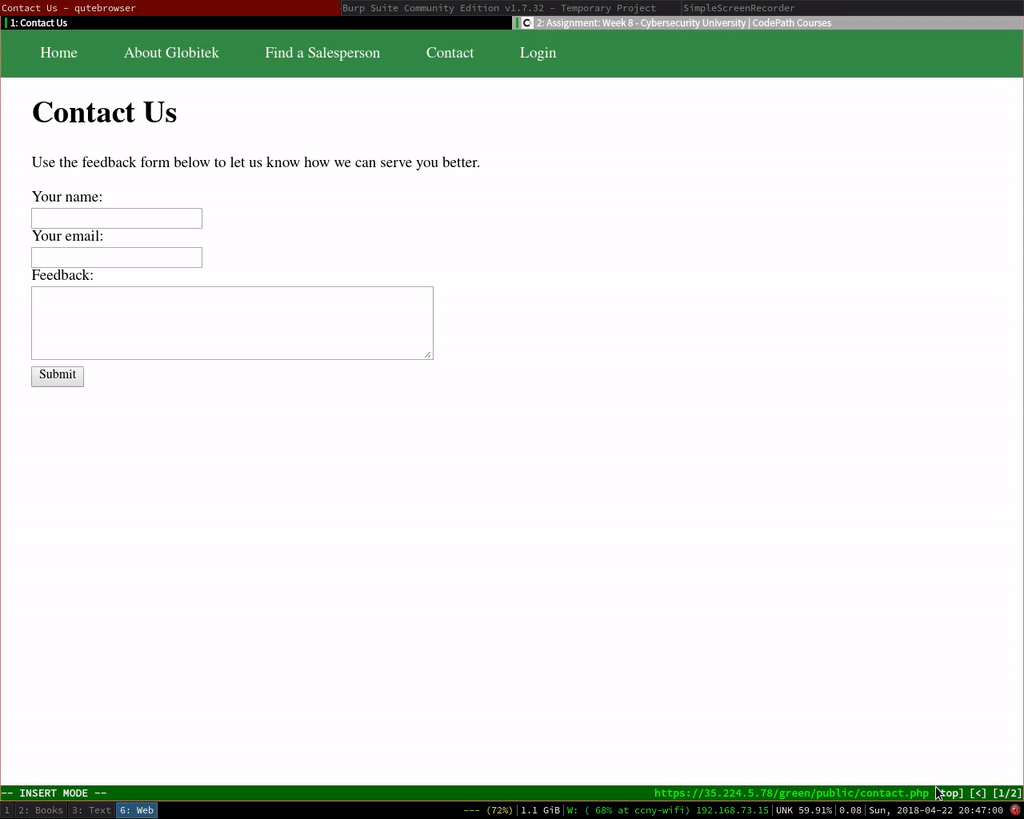 Contact Us - qutebrowser Burp Suite Community Edition v1.7.32 - Temporary Project SimpleScreenRecorder
1: Contact Us C 2: Assignment: Week 8 - Cybersecurity University | CodePath Courses
Home About Globitek Find a Salesperson Contact Login
Contact Us
Use the feedback form below to let us know how we can serve you better.
Your name:
Your email:
Feedback:
Submit
-- INSERT MODE -- https://35.224.5.78/green/public/contact.php [top] [<] [1/2]
1 2: Books 3: Text 6: Web --- (72%) 1.1 GiB W: ( 68% at ccny-wifi) 192.168.73.15 UNK 59.91% 0.08 Sun, 2018-04-22 20:47:00